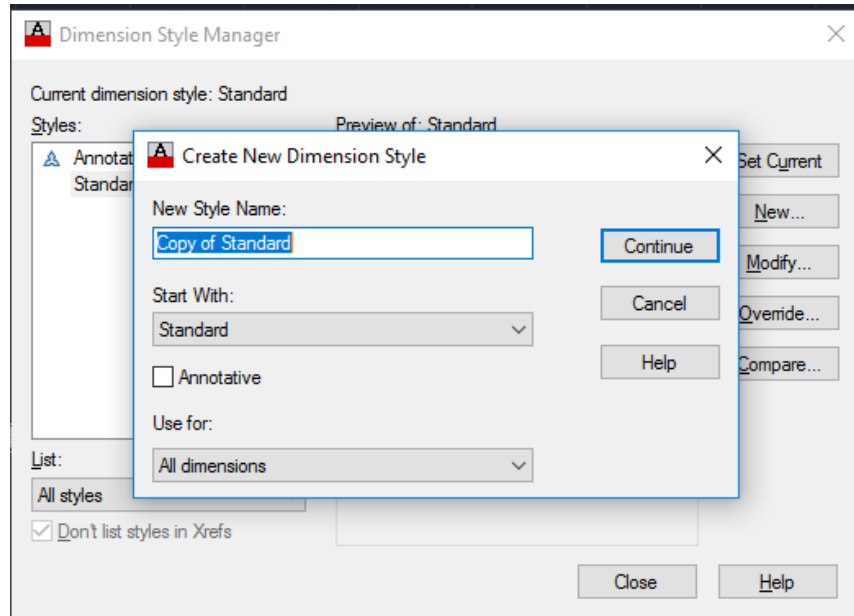 Dimension Style Manager
Current dimension style: Standard
Styles:
Preview of: Standard
Annotat
Standar
Set Current
New...
Modify...
Override...
Compare...
Create New Dimension Style
New Style Name:
Copy of Standard
Continue
Start With:
Cancel
Standard
Help
Annotative
Use for:
All dimensions
List:
All styles
Don't list styles in Xrefs
Close
Help